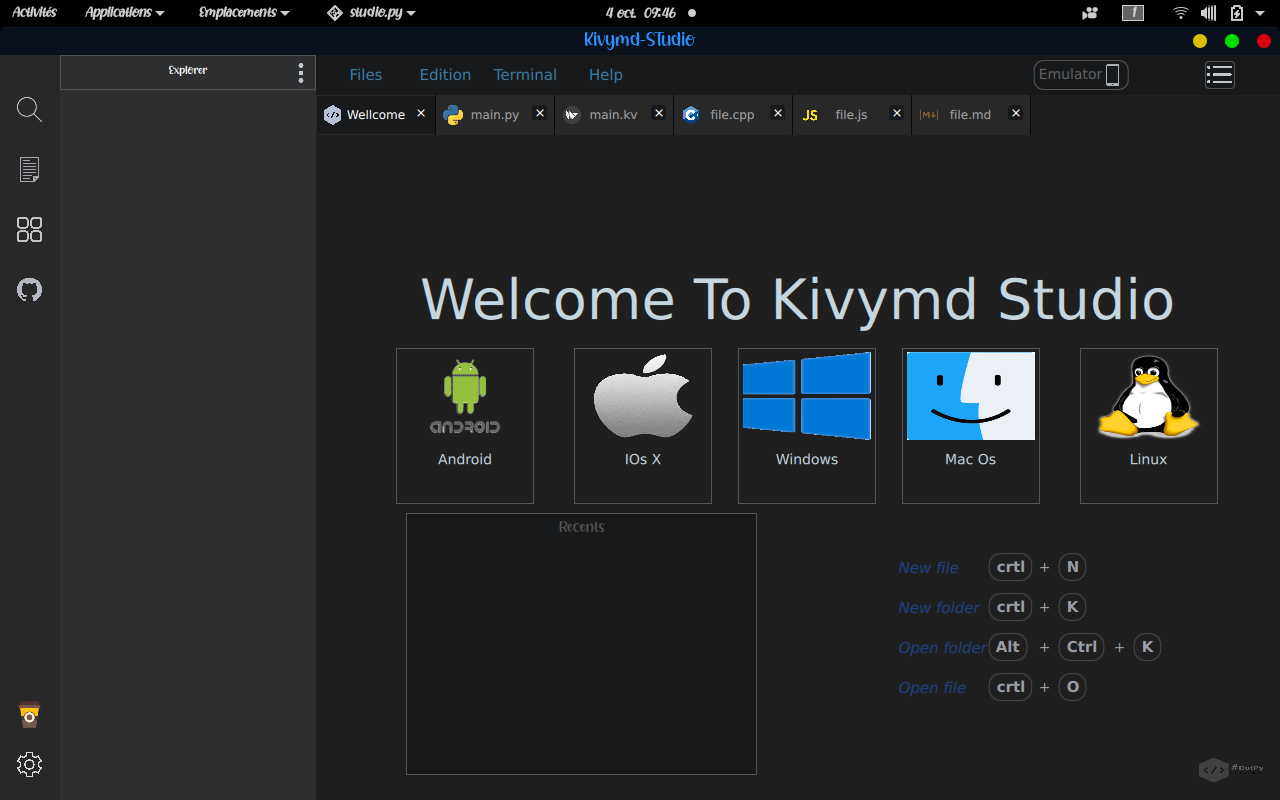 Activités Applications Emplacements studio.py 4 oct. 09:46 1
Kivymd-Studio
Explorer
Files Edition Terminal Help Emulator
Wellcome × main.py × main.kv × file.cpp × JS file.js × M↓ file.md ×
Welcome To Kivymd Studio
ANDROID
Android IOs X Windows Mac Os Linux
Recents
New file crtl + N
New folder crtl + K
Open folder Alt + Ctrl + K
Open file crtl + O
</> #DotPy